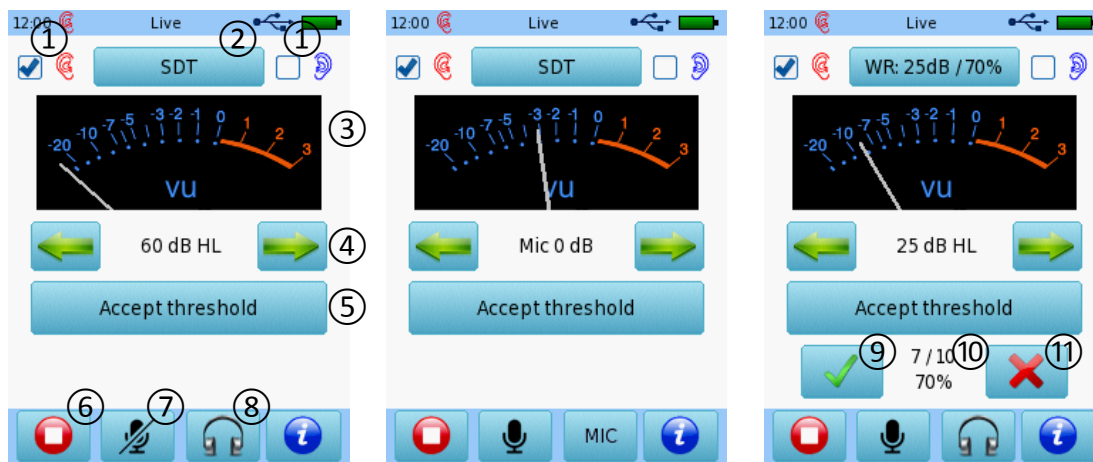 12:00 Live
① ② ①
SDT
-20 -10 -7 -5 -3 -2 -1 0 1 2 3
③
vu
60 dB HL ④
Accept threshold ⑤
⑥ ⑦ ⑧
i
Live
SDT
-20 -10 -7 -5 -3 -2 -1 0 1 2 3
vu
Mic 0 dB
Accept threshold
MIC i
12:00 Live
WR: 25dB / 70%
-20 -10 -7 -5 -3 -2 -1 0 1 2 3
vu
25 dB HL
Accept threshold
⑨ 7 / 10 ⑩ ⑪
70%
i